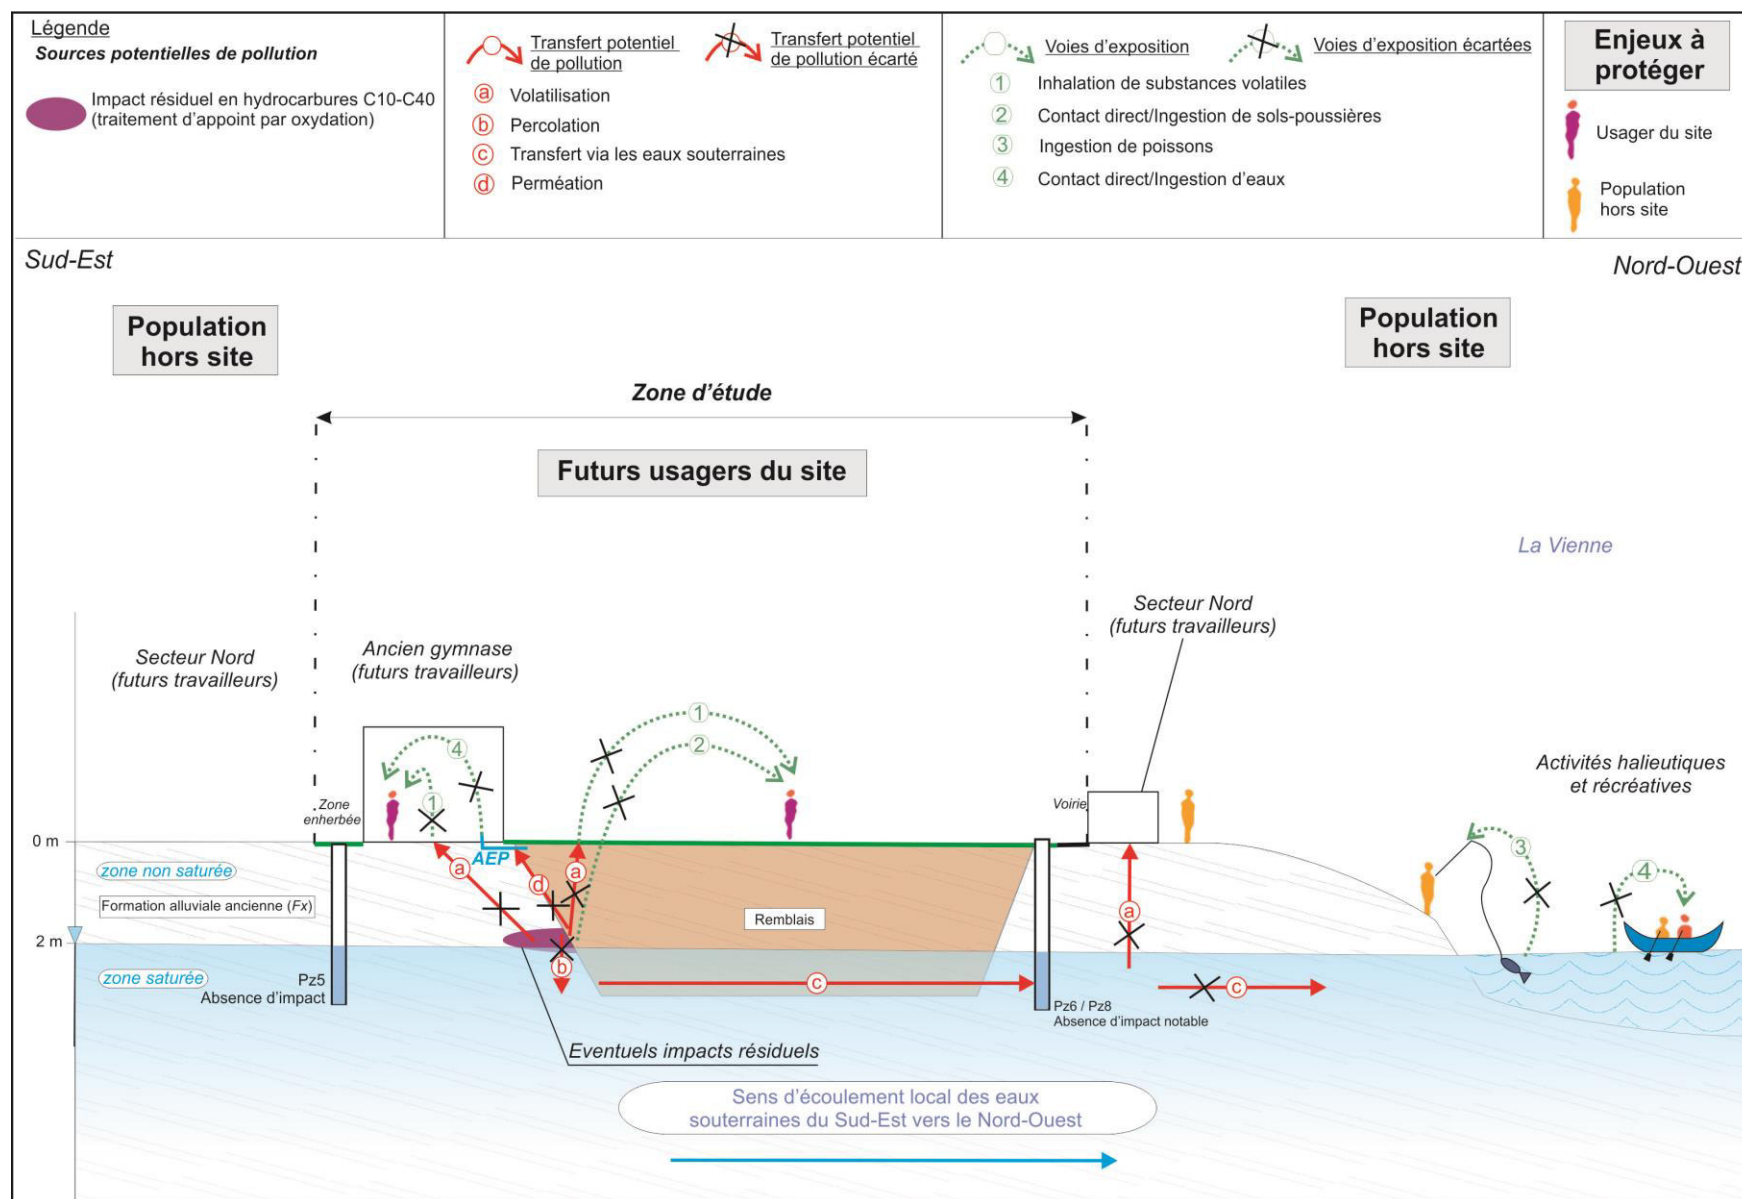 Légende
Sources potentielles de pollution
Impact résiduel en hydrocarbures C10-C40
(traitement d'appoint par oxydation)
Transfert potentiel
de pollution
Transfert potentiel
de pollution écarté
a Volatilisation
b Percolation
c Transfert via les eaux souterraines
d Perméation
Voies d'exposition
Voies d'exposition écartées
1 Inhalation de substances volatiles
2 Contact direct/Ingestion de sols-poussières
3 Ingestion de poissons
4 Contact direct/Ingestion d'eaux
Enjeux à
protéger
Usager du site
Population
hors site
Sud-Est
Nord-Ouest
Population
hors site
Population
hors site
Zone d'étude
Futurs usagers du site
La Vienne
Secteur Nord
(futurs travailleurs)
Ancien gymnase
(futurs travailleurs)
Secteur Nord
(futurs travailleurs)
Activités halieutiques
et récréatives
1
2
4
1
3
4
Zone
enherbée
Voirie
0 m
AEP
zone non saturée
a
d
a
a
Formation alluviale ancienne (Fx)
Remblais
2 m
b
zone saturée
Pz5
Absence d'impact
c
c
Pz6 / Pz8
Absence d'impact notable
Eventuels impacts résiduels
Sens d'écoulement local des eaux
souterraines du Sud-Est vers le Nord-Ouest